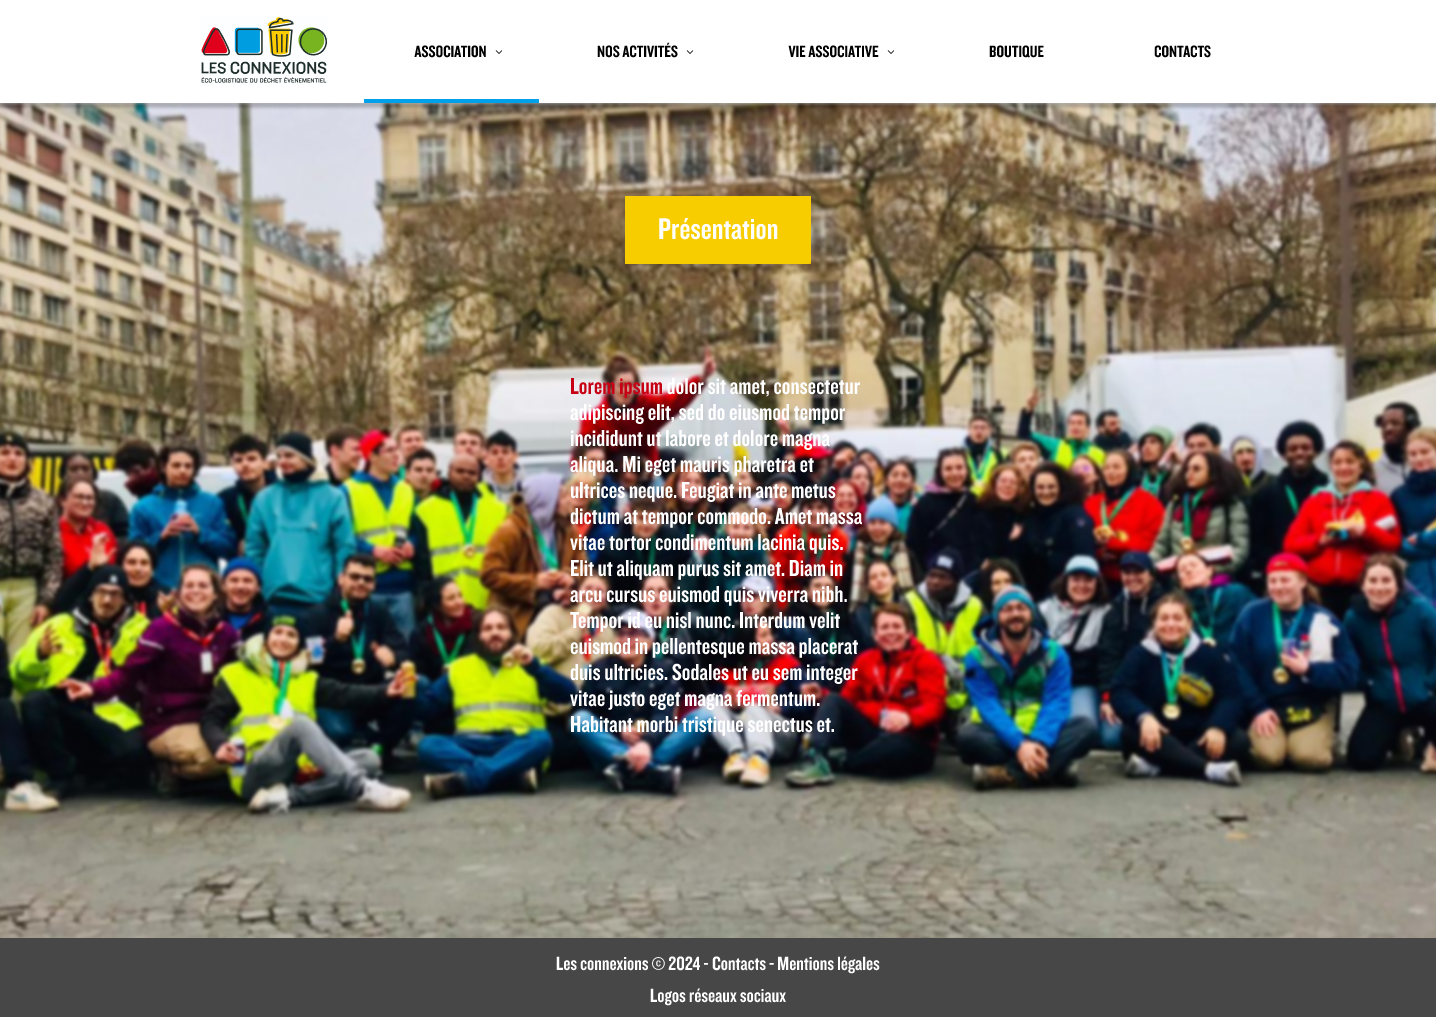 LES CONNEXIONS
ÉCO-LOGISTIQUE DU DÉCHET ÉVÈNEMENTIEL
ASSOCIATION
NOS ACTIVITÉS
VIE ASSOCIATIVE
BOUTIQUE
CONTACTS
Présentation
Lorem ipsum dolor sit amet, consectetur
adipiscing elit, sed do eiusmod tempor
incididunt ut labore et dolore magna
aliqua. Mi eget mauris pharetra et
ultrices neque. Feugiat in ante metus
dictum at tempor commodo. Amet massa
vitae tortor condimentum lacinia quis.
Elit ut aliquam purus sit amet. Diam in
arcu cursus euismod quis viverra nibh.
Tempor id eu nisl nunc. Interdum velit
euismod in pellentesque massa placerat
duis ultricies. Sodales ut eu sem integer
vitae justo eget magna fermentum.
Habitant morbi tristique senectus et.
Les connexions © 2024 - Contacts - Mentions légales
Logos réseaux sociaux